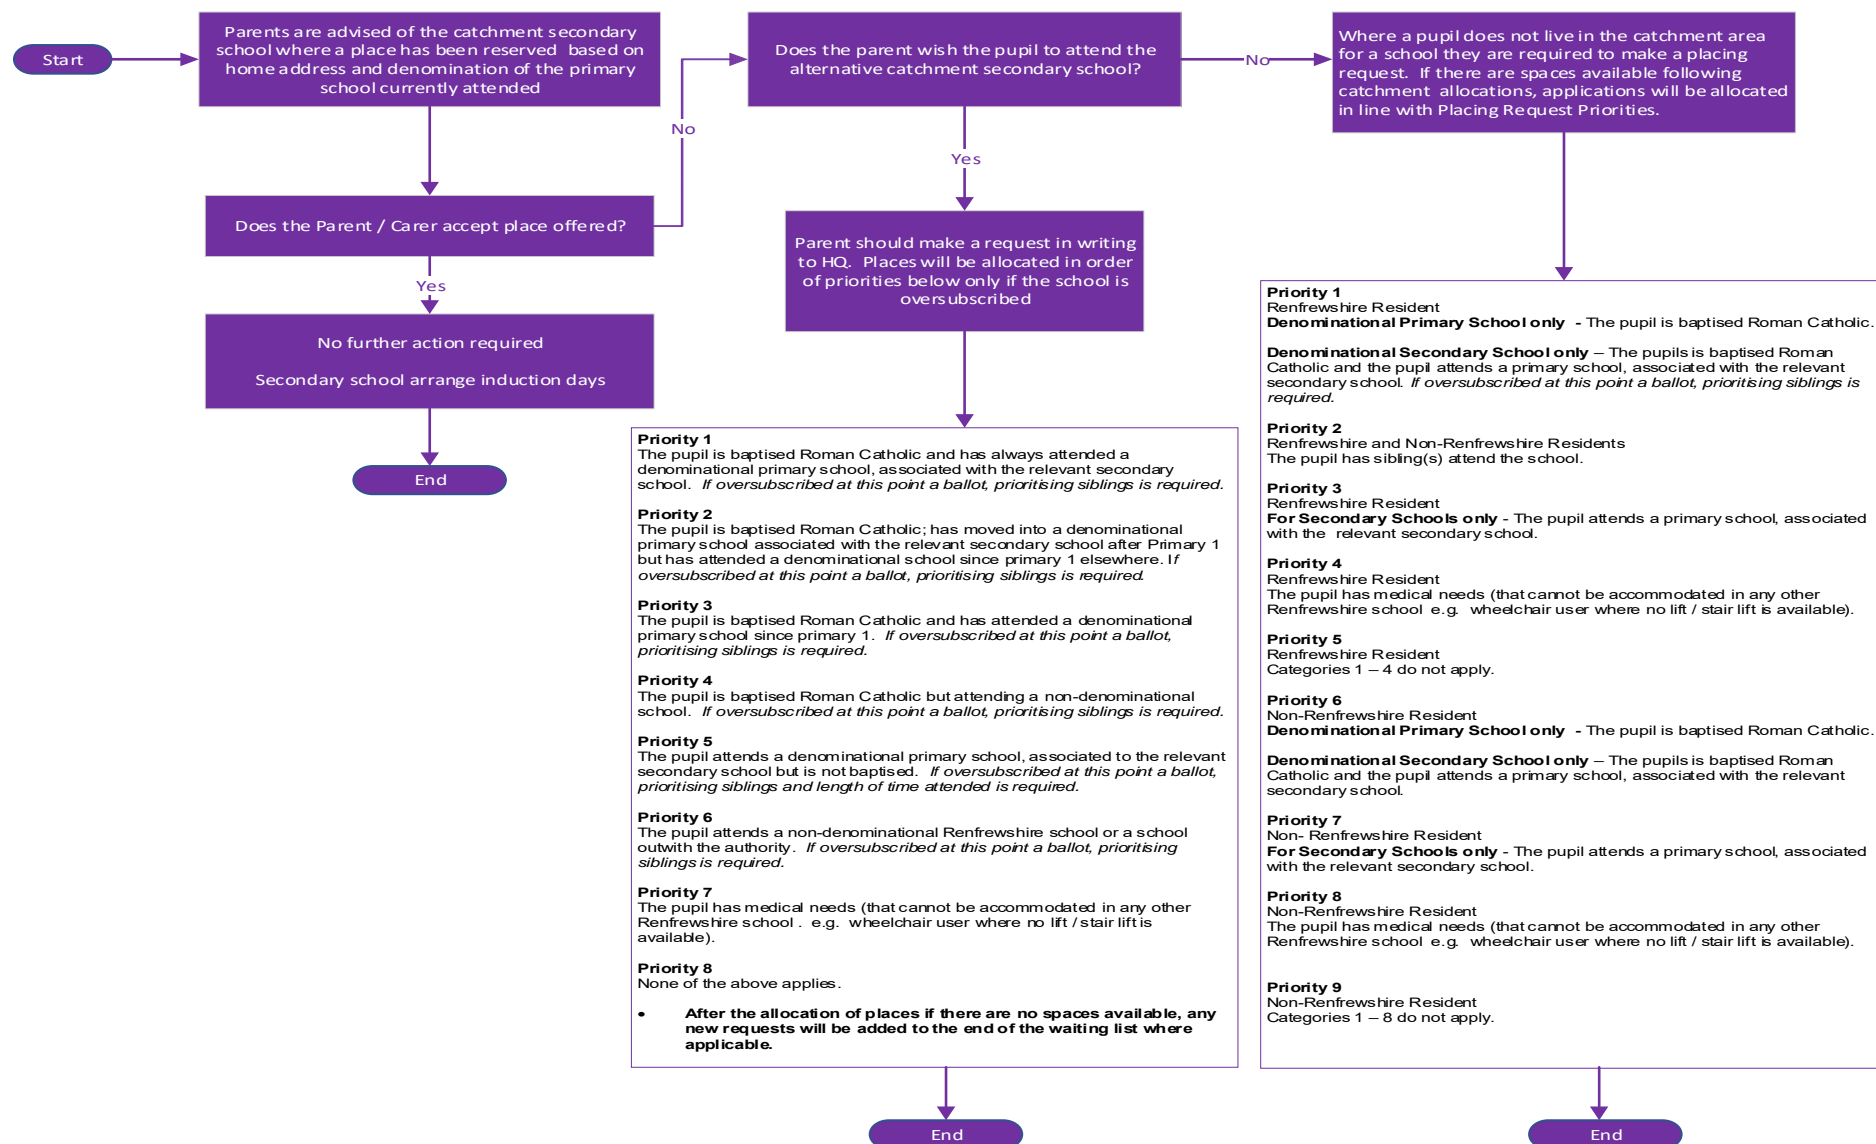 Start
Parents are advised of the catchment secondary
school where a place has been reserved based on
home address and denomination of the primary
school currently attended
Does the Parent / Carer accept place offered?
Yes
No further action required
Secondary school arrange induction days
End
No
Does the parent wish the pupil to attend the
alternative catchment secondary school?
Yes
Parent should make a request in writing
to HQ. Places will be allocated in order
of priorities below only if the school is
oversubscribed
Priority 1
The pupil is baptised Roman Catholic and has always attended a
denominational primary school, associated with the relevant secondary
school. If oversubscribed at this point a ballot, prioritising siblings is required.
Priority 2
The pupil is baptised Roman Catholic; has moved into a denominational
primary school associated with the relevant secondary school after Primary 1
but has attended a denominational school since primary 1 elsewhere. If
oversubscribed at this point a ballot, prioritising siblings is required.
Priority 3
The pupil is baptised Roman Catholic and has attended a denominational
primary school since primary 1. If oversubscribed at this point a ballot,
prioritising siblings is required.
Priority 4
The pupil is baptised Roman Catholic but attending a non-denominational
school. If oversubscribed at this point a ballot, prioritising siblings is required.
Priority 5
The pupil attends a denominational primary school, associated to the relevant
secondary school but is not baptised. If oversubscribed at this point a ballot,
prioritising siblings and length of time attended is required.
Priority 6
The pupil attends a non-denominational Renfrewshire school or a school
outwith the authority. If oversubscribed at this point a ballot, prioritising
siblings is required.
Priority 7
The pupil has medical needs (that cannot be accommodated in any other
Renfrewshire school . e.g. wheelchair user where no lift / stair lift is
available).
Priority 8
None of the above applies.
• After the allocation of places if there are no spaces available, any
new requests will be added to the end of the waiting list where
applicable.
End
No
Where a pupil does not live in the catchment area
for a school they are required to make a placing
request. If there are spaces available following
catchment allocations, applications will be allocated
in line with Placing Request Priorities.
Priority 1
Renfrewshire Resident
Denominational Primary School only - The pupil is baptised Roman Catholic.
Denominational Secondary School only – The pupils is baptised Roman
Catholic and the pupil attends a primary school, associated with the relevant
secondary school. If oversubscribed at this point a ballot, prioritising siblings is
required.
Priority 2
Renfrewshire and Non-Renfrewshire Residents
The pupil has sibling(s) attend the school.
Priority 3
Renfrewshire Resident
For Secondary Schools only - The pupil attends a primary school, associated
with the relevant secondary school.
Priority 4
Renfrewshire Resident
The pupil has medical needs (that cannot be accommodated in any other
Renfrewshire school e.g. wheelchair user where no lift / stair lift is available).
Priority 5
Renfrewshire Resident
Categories 1 – 4 do not apply.
Priority 6
Non-Renfrewshire Resident
Denominational Primary School only - The pupil is baptised Roman Catholic.
Denominational Secondary School only – The pupils is baptised Roman
Catholic and the pupil attends a primary school, associated with the relevant
secondary school.
Priority 7
Non- Renfrewshire Resident
For Secondary Schools only - The pupil attends a primary school, associated
with the relevant secondary school.
Priority 8
Non-Renfrewshire Resident
The pupil has medical needs (that cannot be accommodated in any other
Renfrewshire school e.g. wheelchair user where no lift / stair lift is available).
Priority 9
Non-Renfrewshire Resident
Categories 1 – 8 do not apply.
End